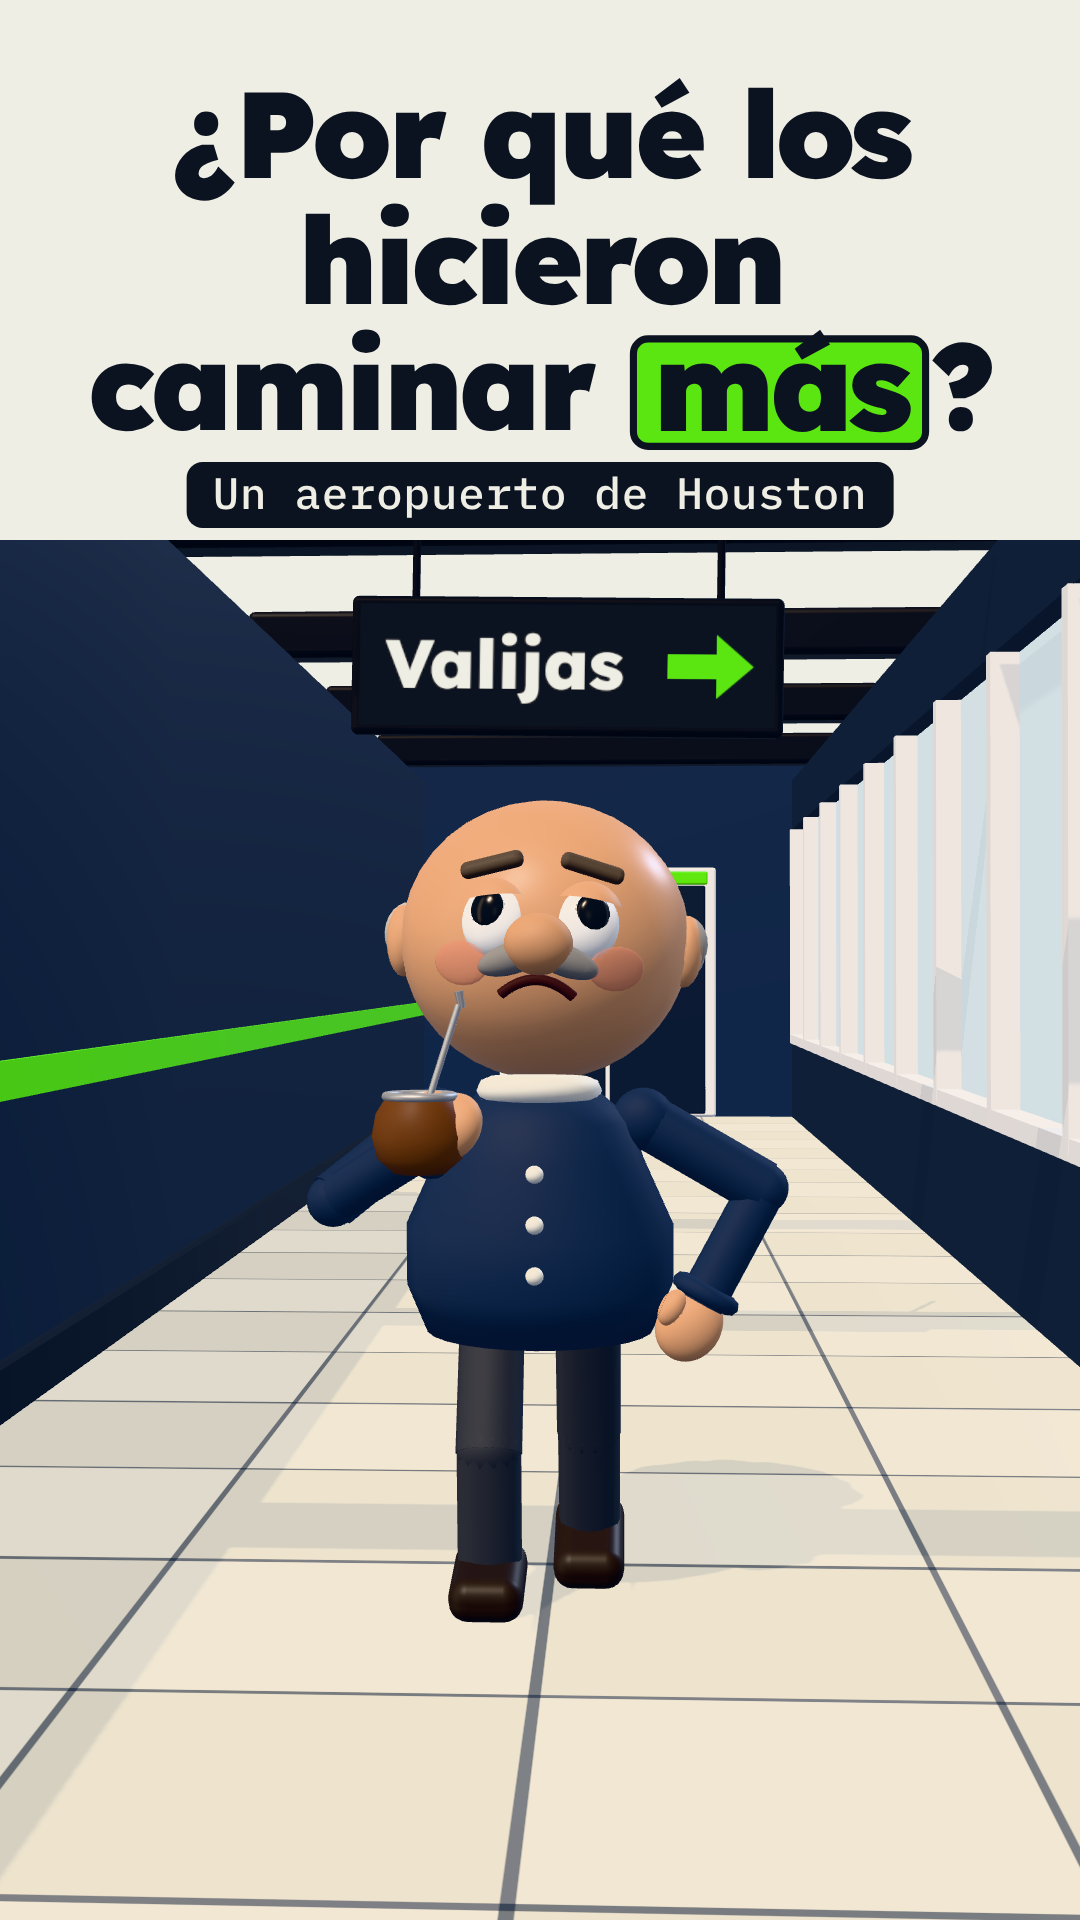 ¿Por qué los
hicieron
caminar más?
Un aeropuerto de Houston
Valijas